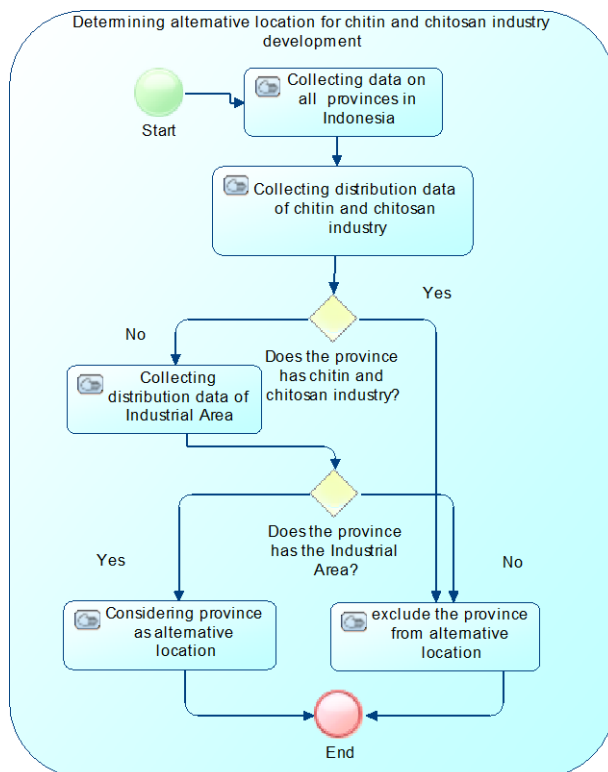 Determining alternative location for chitin and chitosan industry
development
Collecting data on
all provinces in
Indonesia
Start
Collecting distribution data
of chitin and chitosan
industry
Yes
No
Does the province
has chitin and
chitosan industry?
Collecting
distribution data of
Industrial Area
Does the province
has the Industrial
Area?
Yes
No
Considering province
as alternative
location
exclude the province
from alternative
location
End